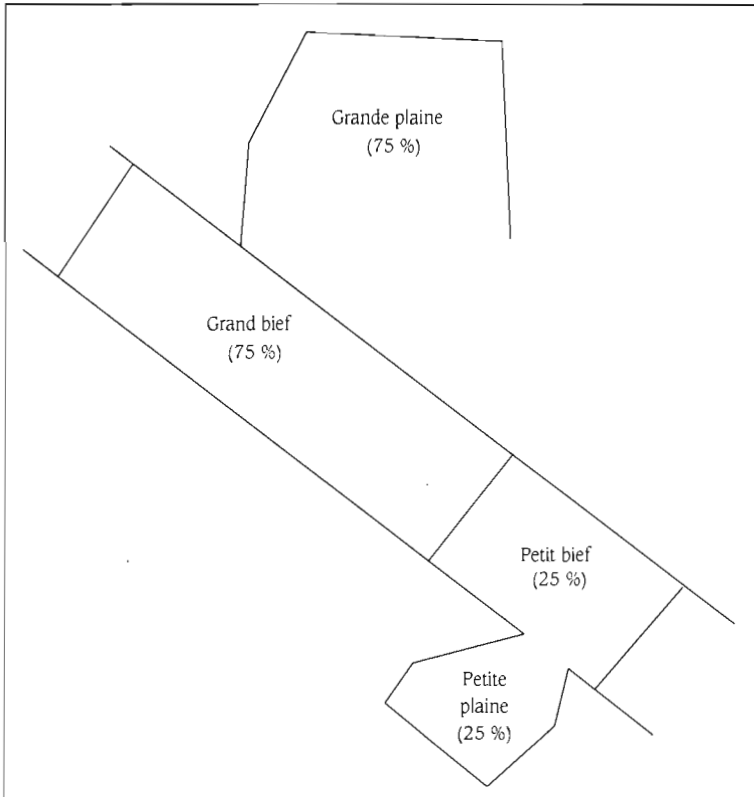 Grande plaine
(75 %)
Grand bief
(75 %)
Petit bief
(25 %)
Petite
plaine
(25 %)